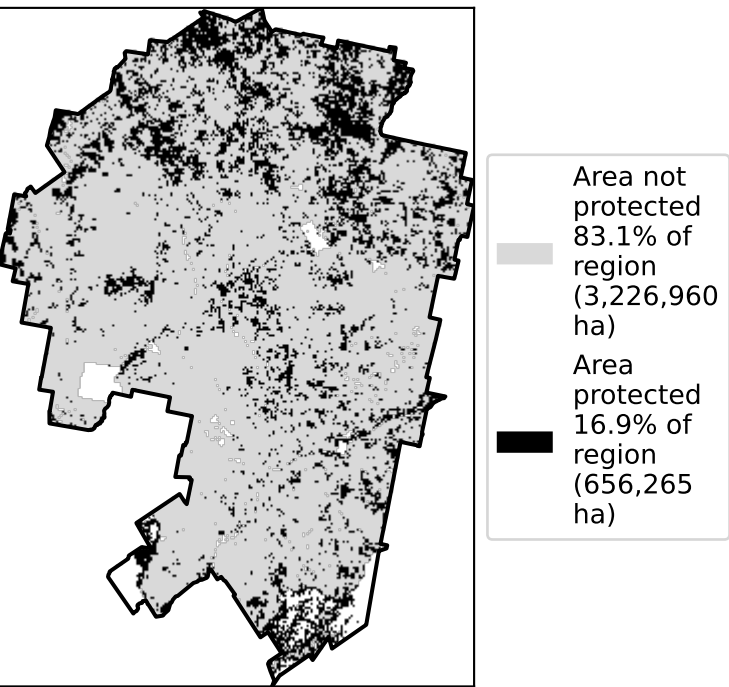 Area not
protected
83.1% of
region
(3,226,960
ha)
Area
protected
16.9% of
region
(656,265
ha)